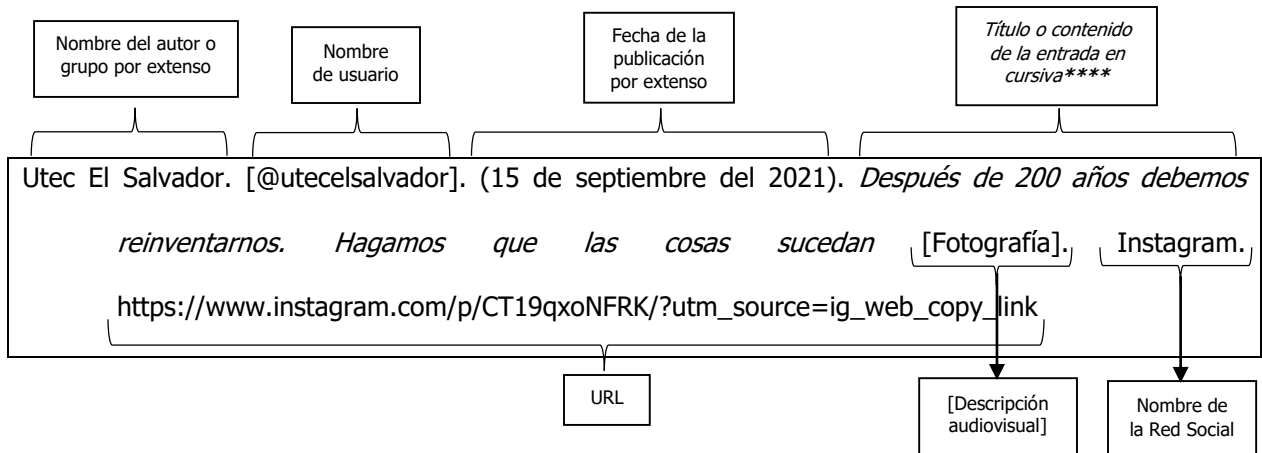 Nombre del autor o
grupo por extenso
Nombre
de usuario
Fecha de la
publicación
por extenso
Título o contenido
de la entrada en
cursiva****
Utec El Salvador. [@utecelsalvador]. (15 de septiembre del 2021). Después de 200 años debemos
reinventarnos. Hagamos que las cosas sucedan [Fotografía]. Instagram.
https://www.instagram.com/p/CT19qxoNFRK/?utm_source=ig_web_copy_link
URL
[Descripción
audiovisual]
Nombre de
la Red Social